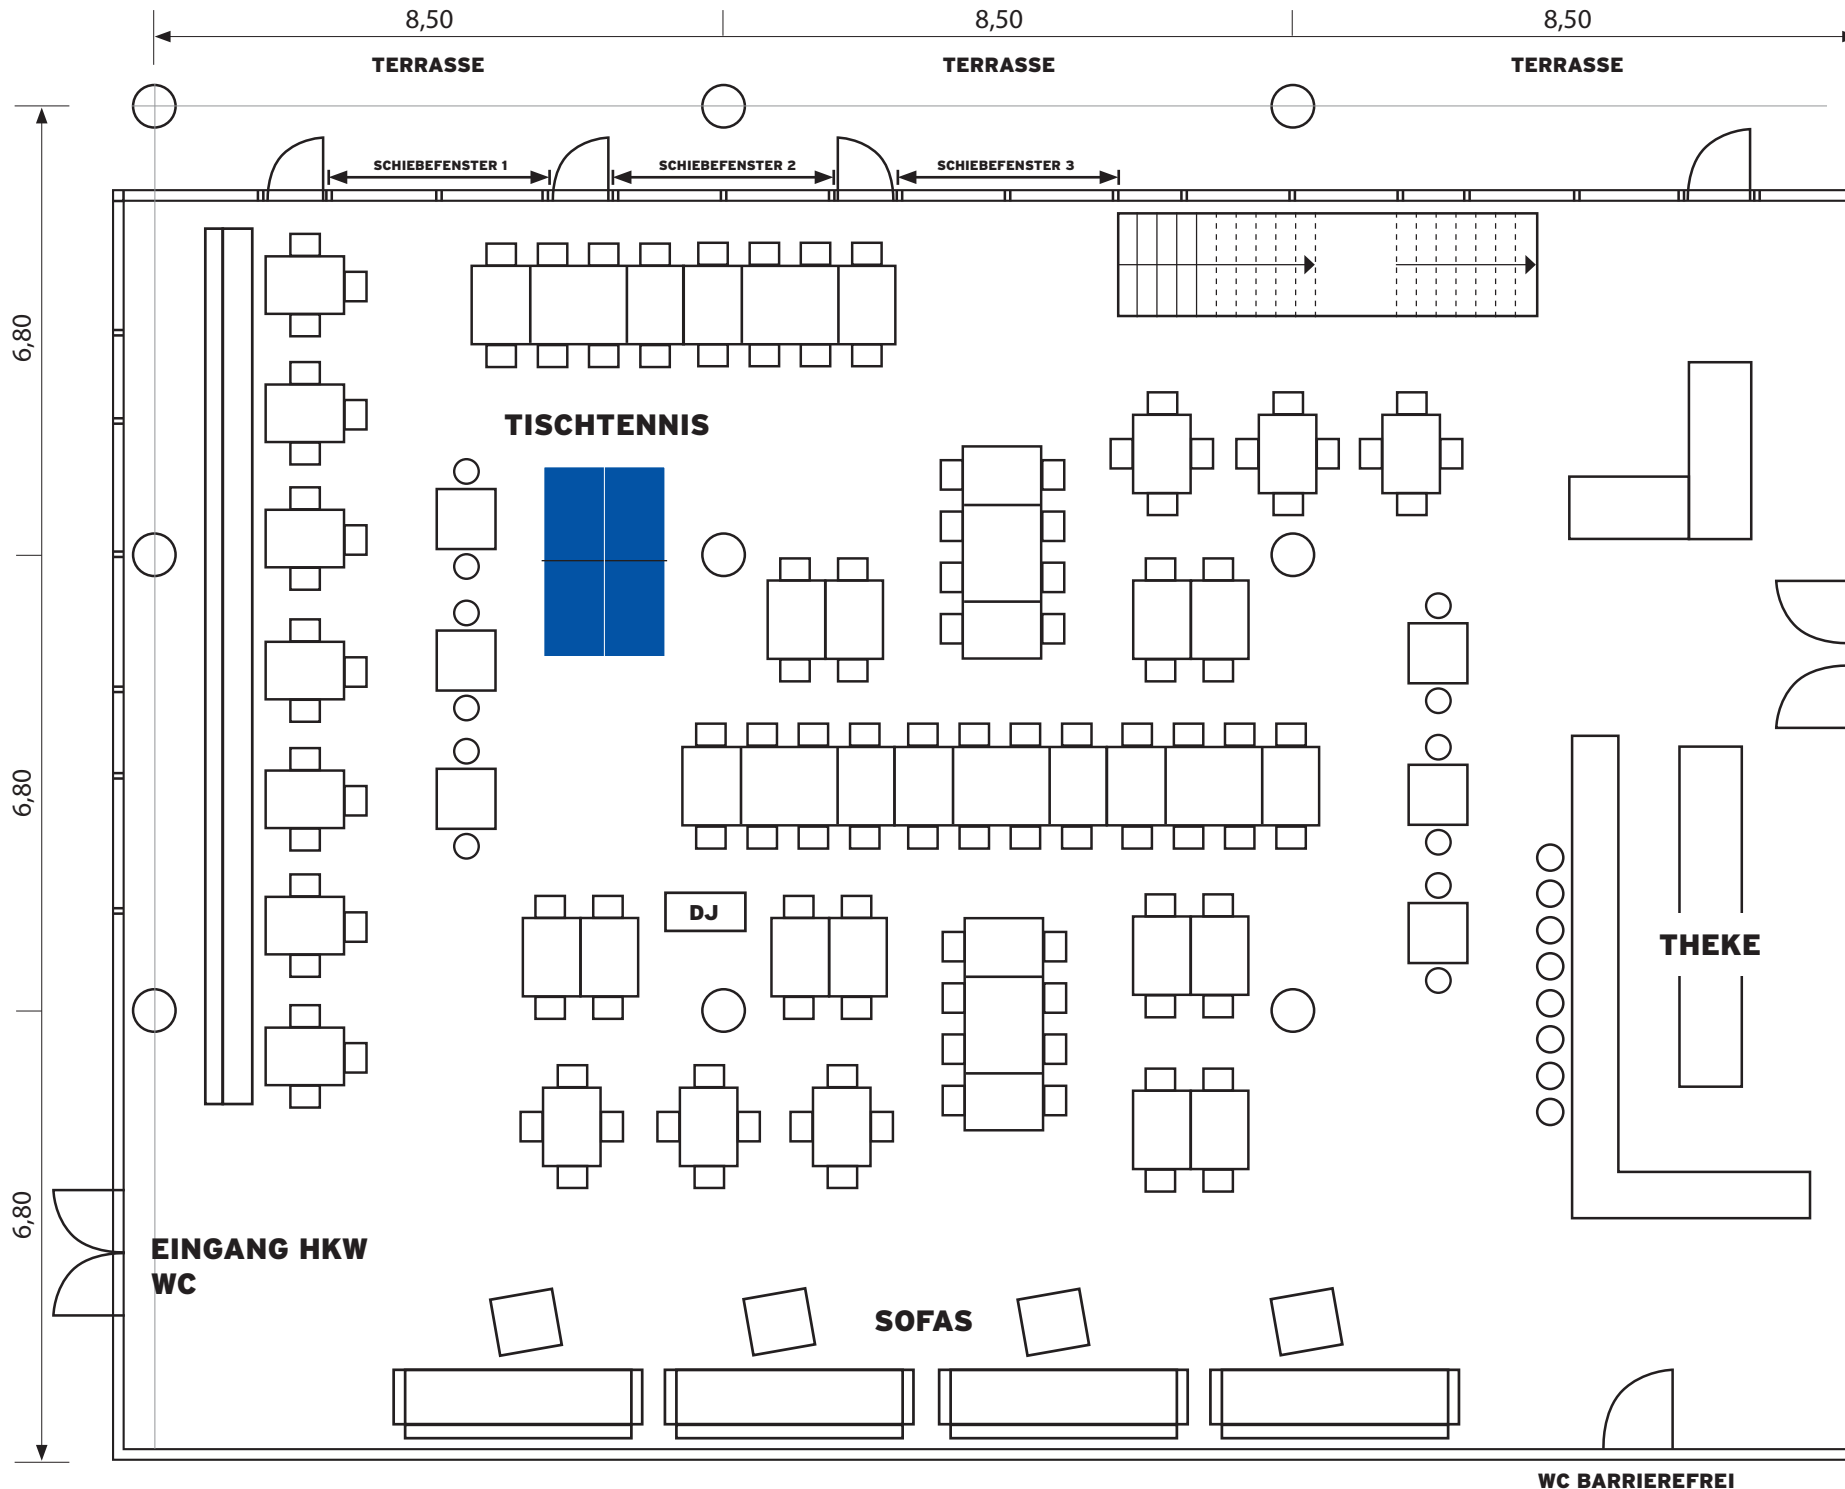 8,50 8,50 8,50
TERRASSE TERRASSE TERRASSE
SCHIEBEFENSTER 1 SCHIEBEFENSTER 2 SCHIEBEFENSTER 3
6,80
TISCHTENNIS
6,80
DJ
THEKE
6,80
EINGANG HKW
WC
SOFAS
WC BARRIEREFREI